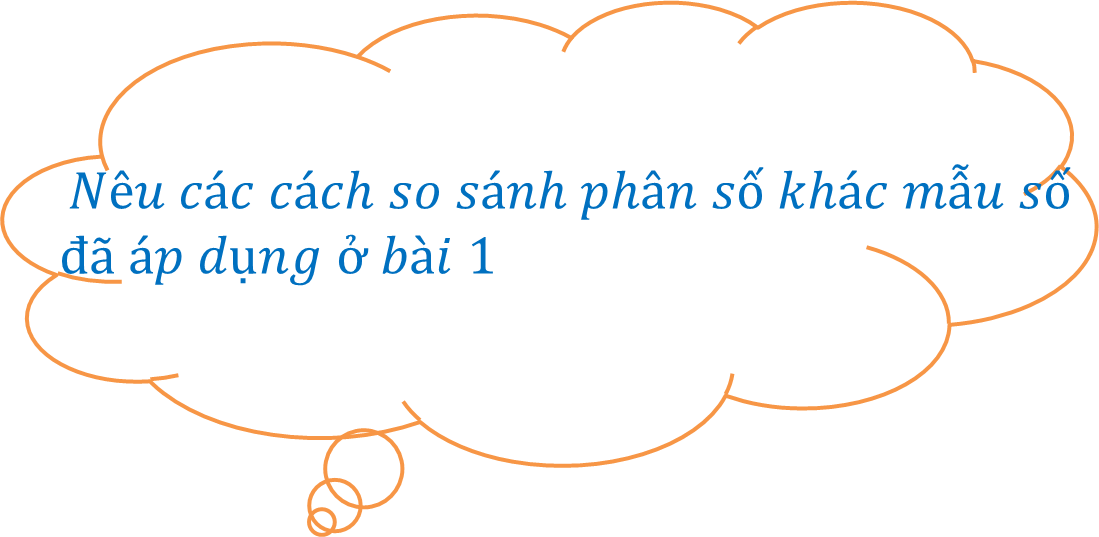 Nêu các cách so sánh phân số khác mẫu số
đã áp dụng ở bài 1